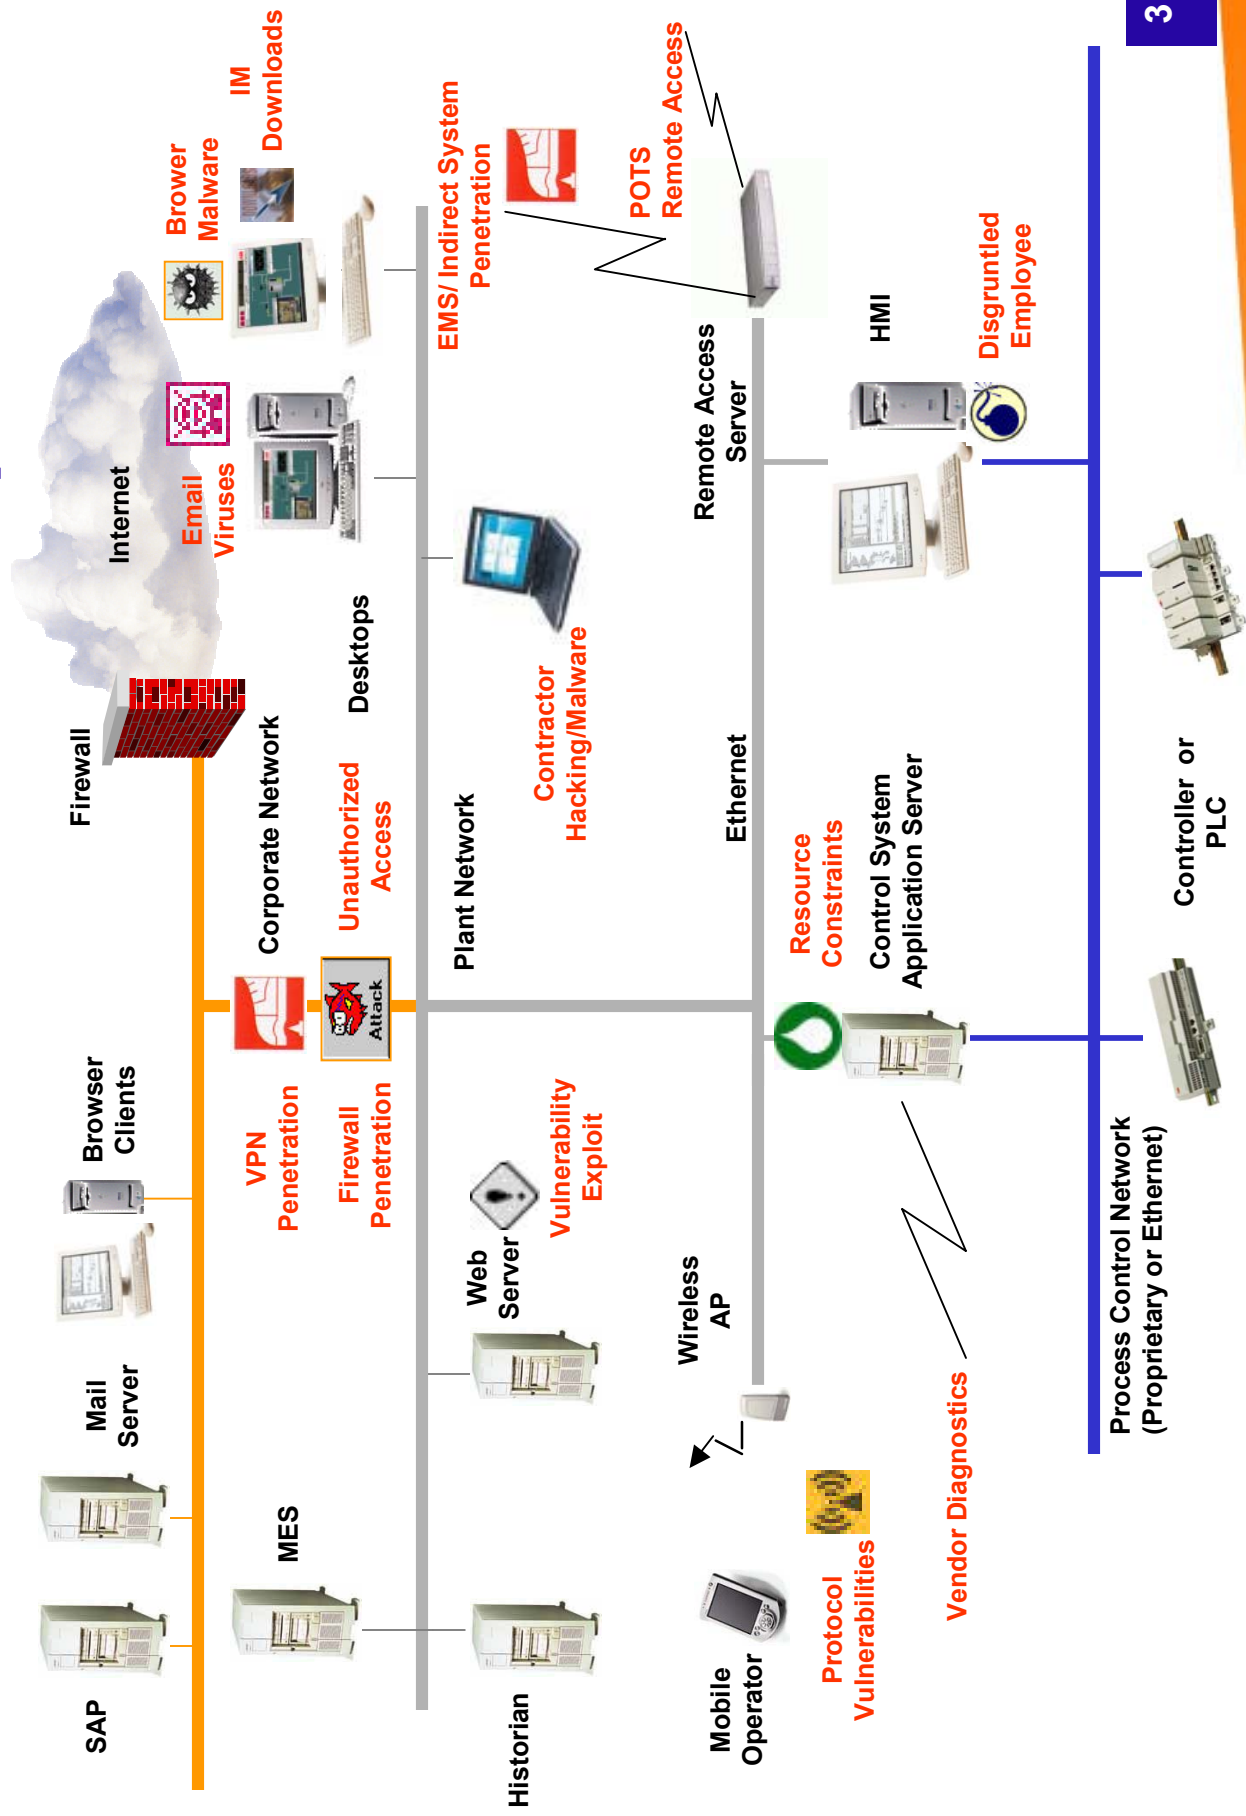 SAP
Mail
Server
Browser
Clients
Firewall
Internet
Email
Viruses
Brower
Malware
IM
Downloads
MES
VPN
Penetration
Corporate Network
Firewall
Penetration
Attack
Unauthorized
Access
Desktops
Historian
Web
Server
Vulnerability
Exploit
Plant Network
Contractor
Hacking/Malware
EMS/ Indirect System
Penetration
Mobile
Operator
Wireless
AP
Ethernet
Remote Access
Server
POTS
Remote Access
Protocol
Vulnerabilities
Resource
Constraints
Control System
Application Server
HMI
Vendor Diagnostics
Disgruntled
Employee
Process Control Network
(Proprietary or Ethernet)
Controller or
PLC
3